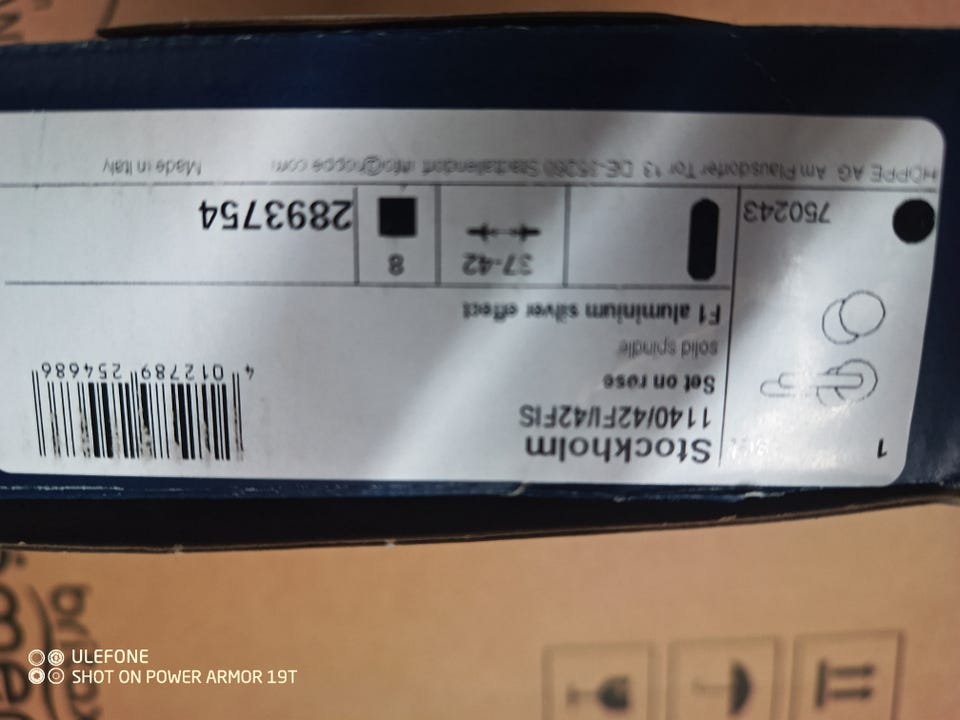 1
Stockholm
1140/42FI/42FIS
Set on rose
solid spindle
F1 aluminium silver effect
4 012789 254686
750243
37-42
8
2893754
HOPPE AG Am Plausdorfer Tor 13 DE-35260 Stadtallendorf info@hoppe.com Made in Italy
ULEFONE
SHOT ON POWER ARMOR 19T